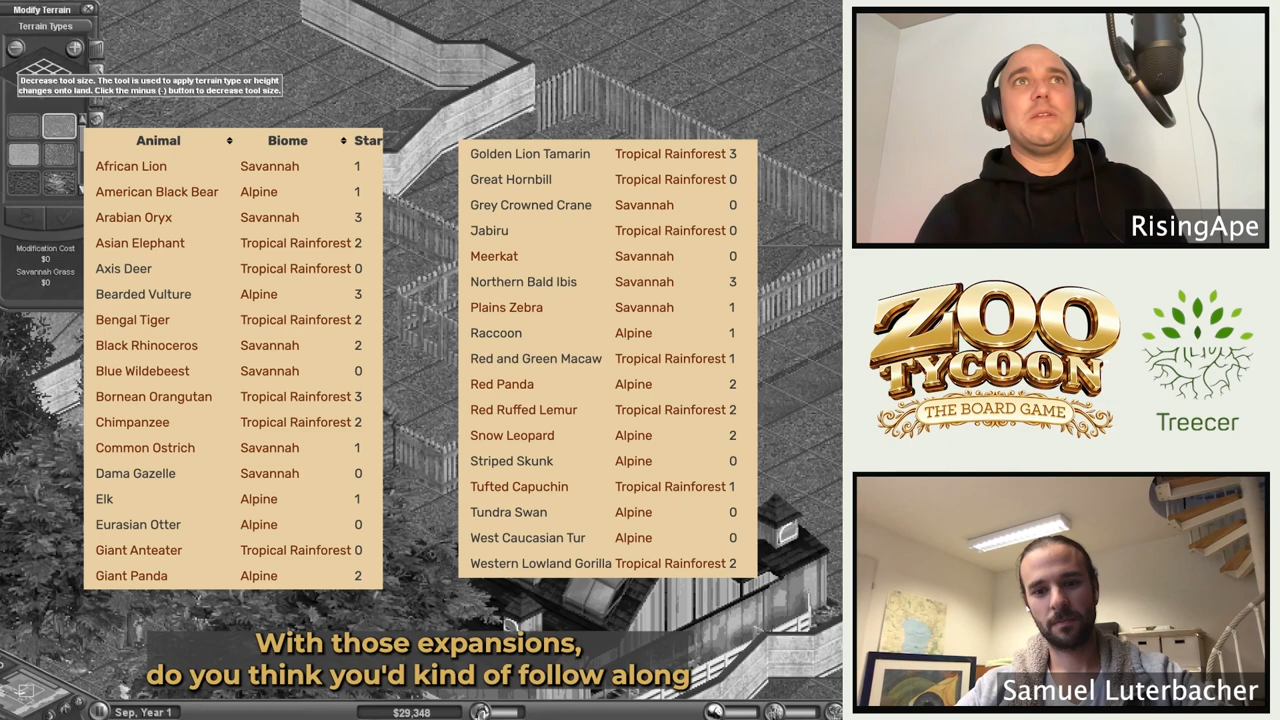 Modify Terrain
Terrain Types
Decrease tool size. The tool is used to apply terrain type or height
changes onto land. Click the minus (-) button to decrease tool size.
Modification Cost
$0
Savannah Grass
$0
Animal Biome Star
African Lion Savannah 1
American Black Bear Alpine 1
Arabian Oryx Savannah 3
Asian Elephant Tropical Rainforest 2
Axis Deer Tropical Rainforest 0
Bearded Vulture Alpine 3
Bengal Tiger Tropical Rainforest 2
Black Rhinoceros Savannah 2
Blue Wildebeest Savannah 0
Bornean Orangutan Tropical Rainforest 3
Chimpanzee Tropical Rainforest 2
Common Ostrich Savannah 1
Dama Gazelle Savannah 0
Elk Alpine 1
Eurasian Otter Alpine 0
Giant Anteater Tropical Rainforest 0
Giant Panda Alpine 2
Golden Lion Tamarin Tropical Rainforest 3
Great Hornbill Tropical Rainforest 0
Grey Crowned Crane Savannah 0
Jabiru Tropical Rainforest 0
Meerkat Savannah 0
Northern Bald Ibis Savannah 3
Plains Zebra Savannah 1
Raccoon Alpine 1
Red and Green Macaw Tropical Rainforest 1
Red Panda Alpine 2
Red Ruffed Lemur Tropical Rainforest 2
Snow Leopard Alpine 2
Striped Skunk Alpine 0
Tufted Capuchin Tropical Rainforest 1
Tundra Swan Alpine 0
West Caucasian Tur Alpine 0
Western Lowland Gorilla Tropical Rainforest 2
With those expansions,
do you think you'd kind of follow along
Sep, Year 1
$29,348
RisingApe
ZOO
TYCOON
THE BOARD GAME
Treecer
Samuel Luterbacher